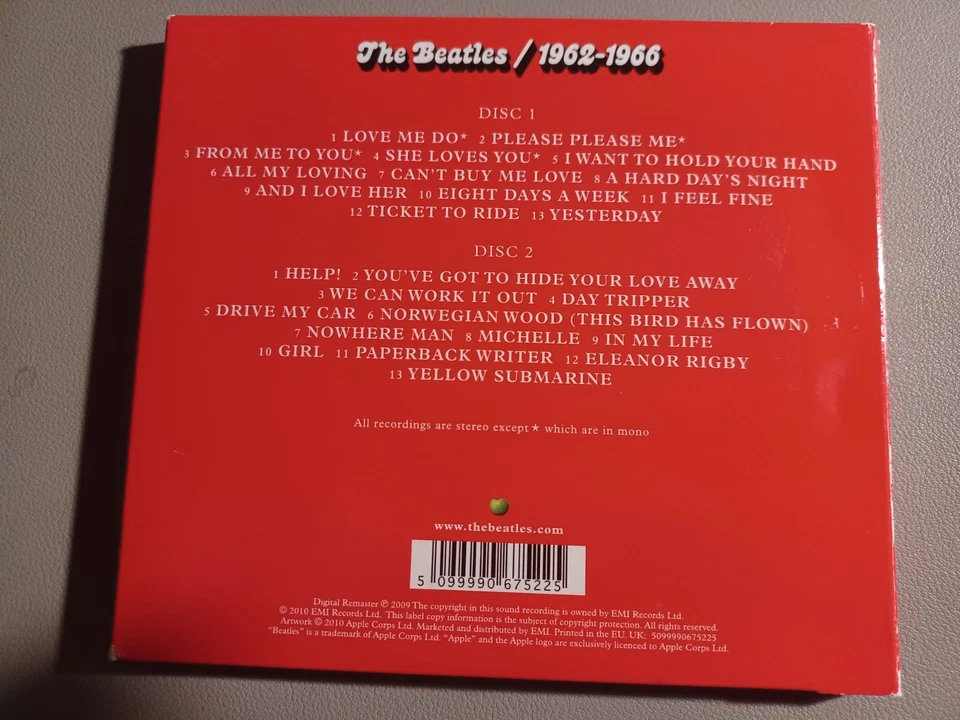 The Beatles / 1962-1966
DISC 1
1 LOVE ME DO* 2 PLEASE PLEASE ME*
3 FROM ME TO YOU* 4 SHE LOVES YOU* 5 I WANT TO HOLD YOUR HAND
6 ALL MY LOVING 7 CAN'T BUY ME LOVE 8 A HARD DAY'S NIGHT
9 AND I LOVE HER 10 EIGHT DAYS A WEEK 11 I FEEL FINE
12 TICKET TO RIDE 13 YESTERDAY
DISC 2
1 HELP! 2 YOU'VE GOT TO HIDE YOUR LOVE AWAY
3 WE CAN WORK IT OUT 4 DAY TRIPPER
5 DRIVE MY CAR 6 NORWEGIAN WOOD (THIS BIRD HAS FLOWN)
7 NOWHERE MAN 8 MICHELLE 9 IN MY LIFE
10 GIRL 11 PAPERBACK WRITER 12 ELEANOR RIGBY
13 YELLOW SUBMARINE
All recordings are stereo except * which are in mono
www.thebeatles.com
5 099990 675225
Digital Remaster ℗ 2009 The copyright in this sound recording is owned by EMI Records Ltd.
© 2010 EMI Records Ltd. This label copy information is the subject of copyright protection. All rights reserved.
Artwork © 2010 Apple Corps Ltd. Marketed and distributed by EMI. Printed in the EU. UK: 5099990675225
"Beatles" is a trademark of Apple Corps Ltd. "Apple" and the Apple logo are exclusively licenced to Apple Corps Ltd.